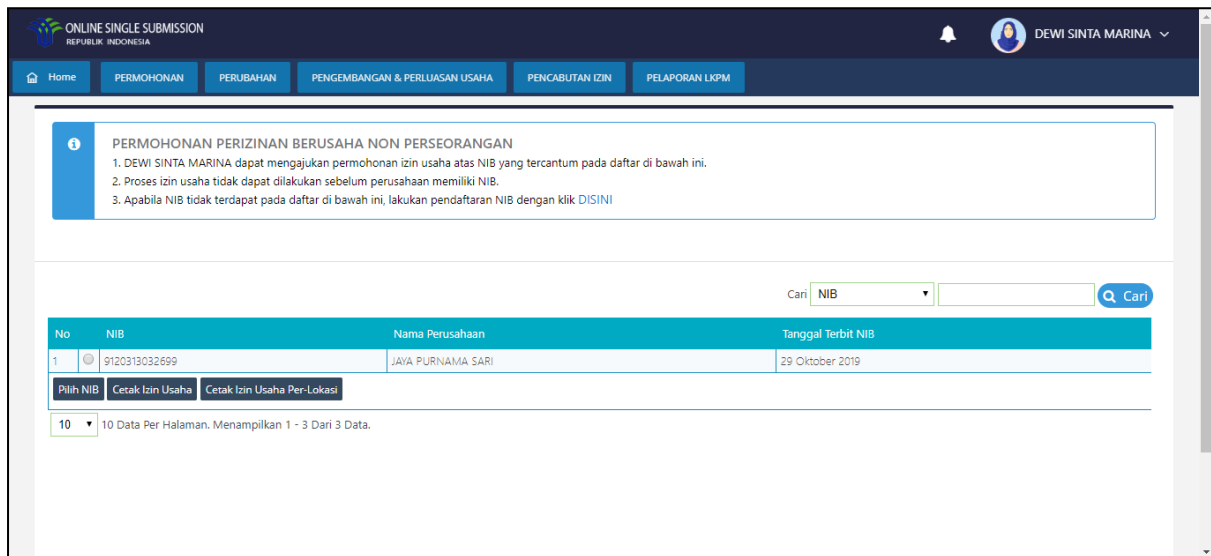 ONLINE SINGLE SUBMISSION
REPUBLIK INDONESIA
DEWI SINTA MARINA
Home PERMOHONAN PERUBAHAN PENGEMBANGAN & PERLUASAN USAHA PENCABUTAN IZIN PELAPORAN LKPM
PERMOHONAN PERIZINAN BERUSAHA NON PERSEORANGAN
1. DEWI SINTA MARINA dapat mengajukan permohonan izin usaha atas NIB yang tercantum pada daftar di bawah ini.
2. Proses izin usaha tidak dapat dilakukan sebelum perusahaan memiliki NIB.
3. Apabila NIB tidak terdapat pada daftar di bawah ini, lakukan pendaftaran NIB dengan klik DISINI
Cari NIB Cari
No NIB Nama Perusahaan Tanggal Terbit NIB
1 9120313032699 JAYA PURNAMA SARI 29 Oktober 2019
Pilih NIB Cetak Izin Usaha Cetak Izin Usaha Per-Lokasi
10 10 Data Per Halaman. Menampilkan 1 - 3 Dari 3 Data.